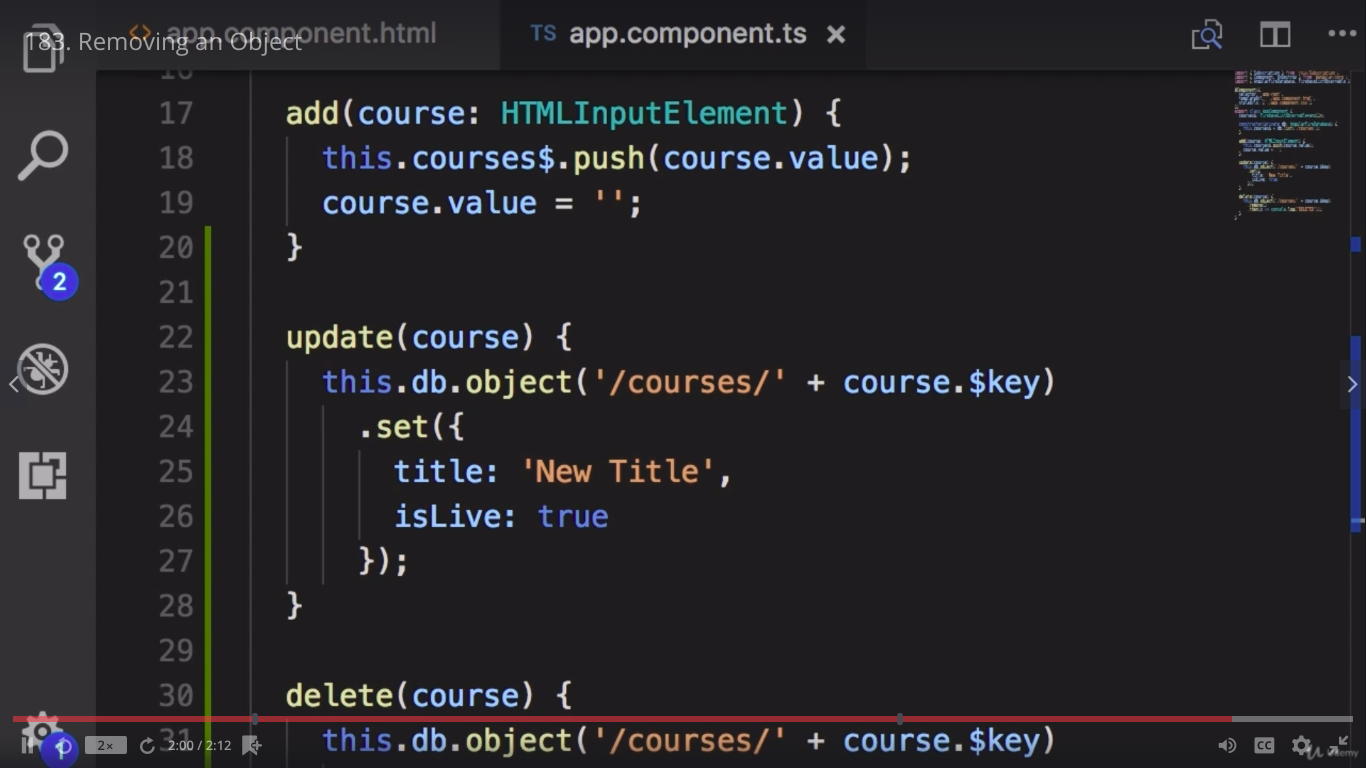 183. Removing an Object
app.component.html
TS app.component.ts
16
17 add(course: HTMLInputElement) {
18 this.courses$.push(course.value);
19 course.value = '';
20 }
21
22 update(course) {
23 this.db.object('/courses/' + course.$key)
24 .set({
25 title: 'New Title',
26 isLive: true
27 });
28 }
29
30 delete(course) {
31 this.db.object('/courses/' + course.$key)
2
1
2x
2:00 / 2:12
CC
Udemy